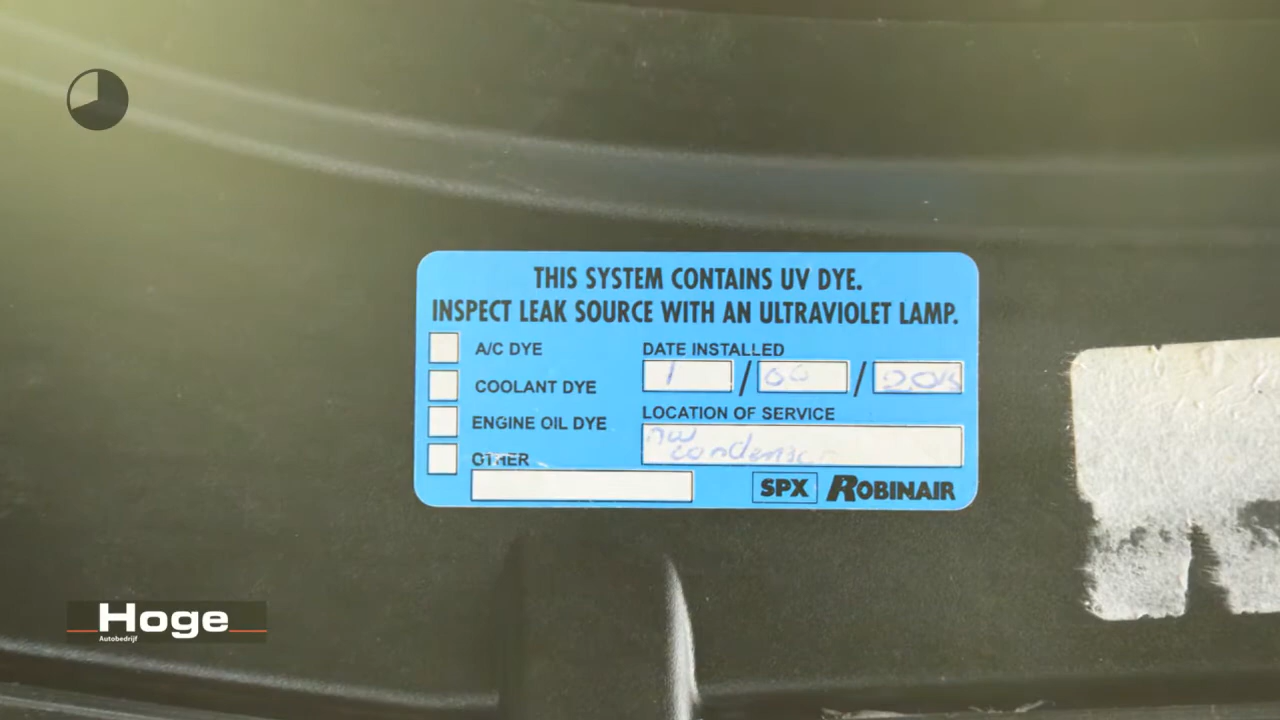 THIS SYSTEM CONTAINS UV DYE.
INSPECT LEAK SOURCE WITH AN ULTRAVIOLET LAMP.
A/C DYE
COOLANT DYE
ENGINE OIL DYE
OTHER
DATE INSTALLED
1 / 00 /
LOCATION OF SERVICE
nw
SPX ROBINAIR
Hoge
Autobedrijf